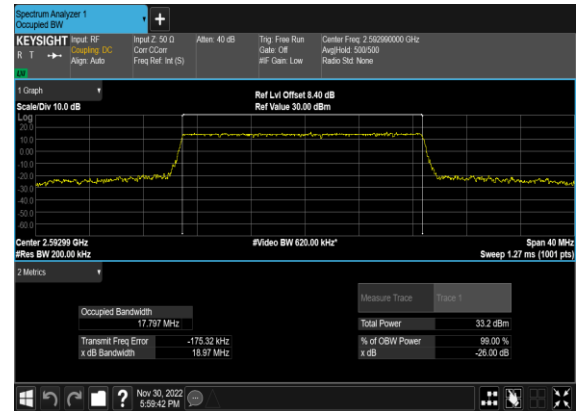 Spectrum Analyzer 1
Occupied BW
KEYSIGHT
R T
LXI
Input: RF
Coupling: DC
Align: Auto
Input Z: 50 Ω
Corr CCorr
Freq Ref: Int (S)
Atten: 40 dB
Trig: Free Run
Gate: Off
#IF Gain: Low
Center Freq: 2.592990000 GHz
Avg|Hold: 500/500
Radio Std: None
1 Graph
Scale/Div 10.0 dB
Ref Lvl Offset 8.40 dB
Ref Value 30.00 dBm
Log
20.0
10.0
0.00
-10.0
-20.0
-30.0
-40.0
-50.0
-60.0
Center 2.59299 GHz
#Res BW 200.00 kHz
#Video BW 620.00 kHz*
Span 40 MHz
Sweep 1.27 ms (1001 pts)
2 Metrics
Measure Trace Trace 1
Occupied Bandwidth
17.797 MHz
Total Power 33.2 dBm
Transmit Freq Error -175.32 kHz
% of OBW Power 99.00 %
x dB Bandwidth 18.97 MHz
x dB -26.00 dB
?
Nov 30, 2022
5:59:42 PM